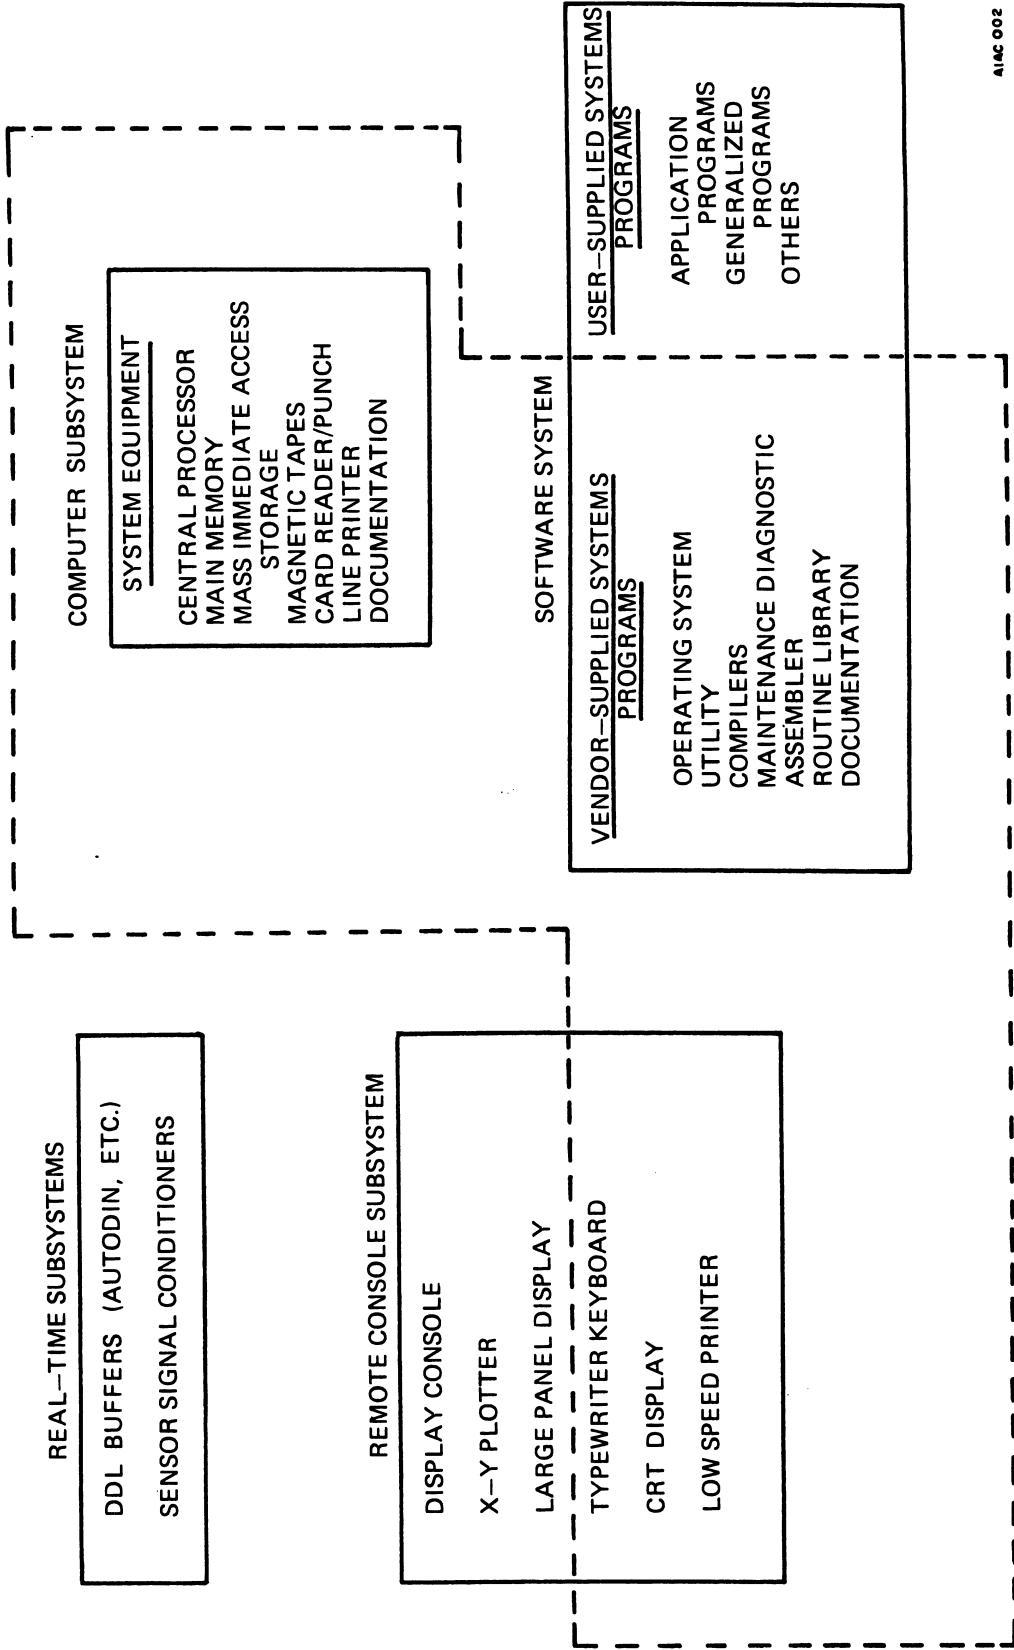 REAL–TIME SUBSYSTEMS
DDL BUFFERS (AUTODIN, ETC.)
SENSOR SIGNAL CONDITIONERS
REMOTE CONSOLE SUBSYSTEM
DISPLAY CONSOLE
X–Y PLOTTER
LARGE PANEL DISPLAY
TYPEWRITER KEYBOARD
CRT DISPLAY
LOW SPEED PRINTER
COMPUTER SUBSYSTEM
SYSTEM EQUIPMENT
CENTRAL PROCESSOR
MAIN MEMORY
MASS IMMEDIATE ACCESS
STORAGE
MAGNETIC TAPES
CARD READER/PUNCH
LINE PRINTER
DOCUMENTATION
SOFTWARE SYSTEM
VENDOR–SUPPLIED SYSTEMS
PROGRAMS
OPERATING SYSTEM
UTILITY
COMPILERS
MAINTENANCE DIAGNOSTIC
ASSEMBLER
ROUTINE LIBRARY
DOCUMENTATION
USER–SUPPLIED SYSTEMS
PROGRAMS
APPLICATION
PROGRAMS
GENERALIZED
PROGRAMS
OTHERS
A1AC 002